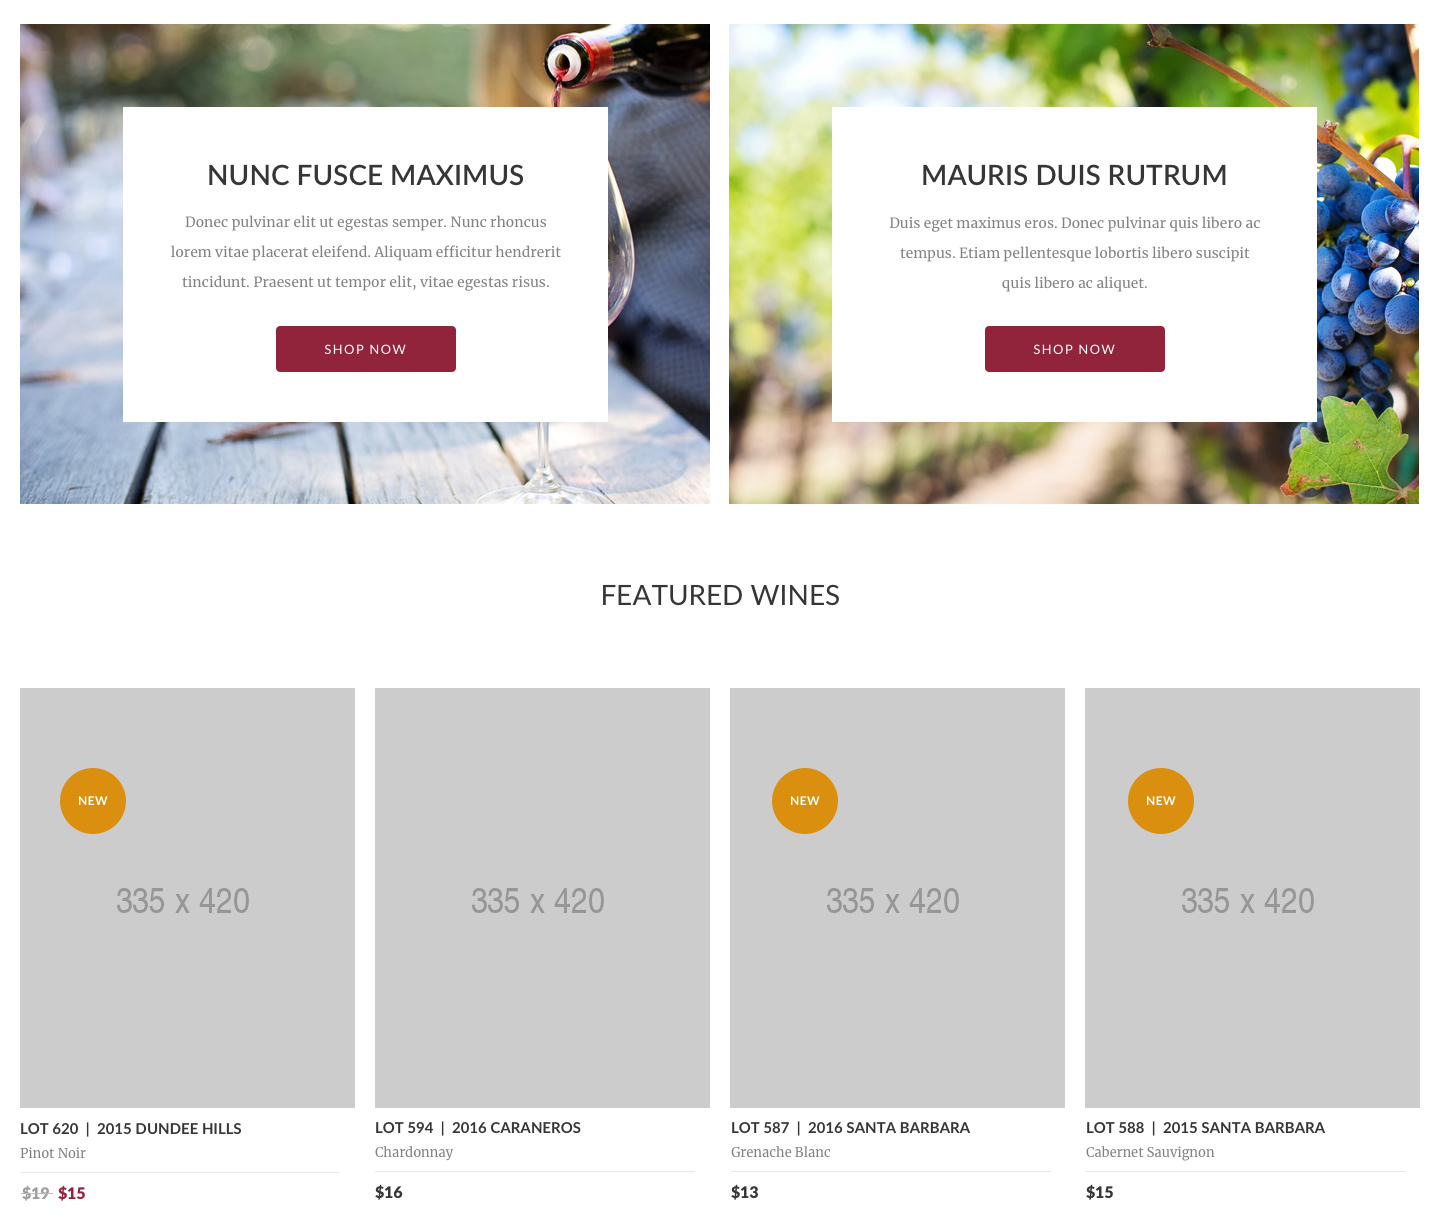 NUNC FUSCE MAXIMUS
Donec pulvinar elit ut egestas semper. Nunc rhoncus
lorem vitae placerat eleifend. Aliquam efficitur hendrerit
tincidunt. Praesent ut tempor elit, vitae egestas risus.
SHOP NOW
MAURIS DUIS RUTRUM
Duis eget maximus eros. Donec pulvinar quis libero ac
tempus. Etiam pellentesque lobortis libero suscipit
quis libero ac aliquet.
SHOP NOW
FEATURED WINES
NEW
335 x 420
LOT 620 | 2015 DUNDEE HILLS
Pinot Noir
$19 $15
335 x 420
LOT 594 | 2016 CARANEROS
Chardonnay
$16
NEW
335 x 420
LOT 587 | 2016 SANTA BARBARA
Grenache Blanc
$13
NEW
335 x 420
LOT 588 | 2015 SANTA BARBARA
Cabernet Sauvignon
$15